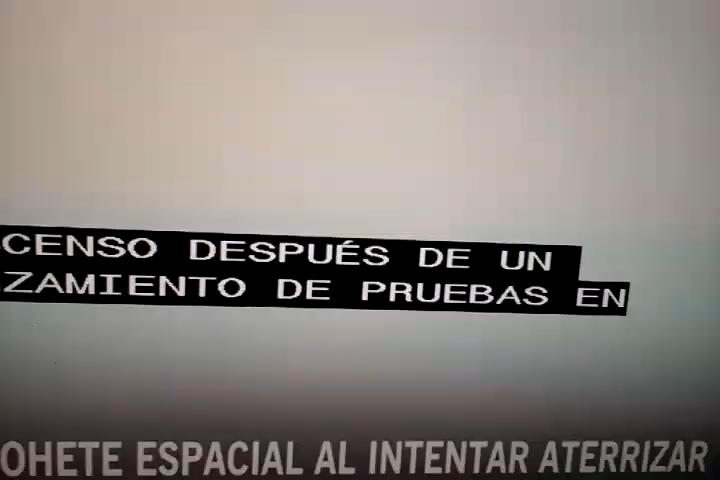 CENSO DESPUÉS DE UN
ZAMIENTO DE PRUEBAS EN
OHETE ESPACIAL AL INTENTAR ATERRIZAR